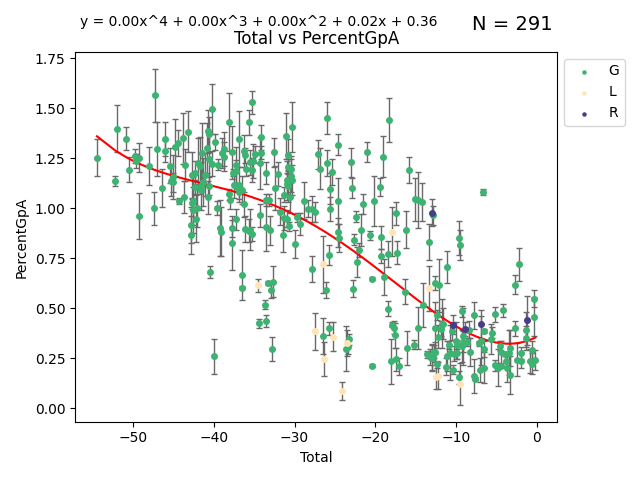 y = 0.00x^4 + 0.00x^3 + 0.00x^2 + 0.02x + 0.36
N = 291
Total vs PercentGpA
1.75
1.50
1.25
1.00
0.75
0.50
0.25
0.00
PercentGpA
−50
−40
−30
−20
−10
0
Total
G
L
R